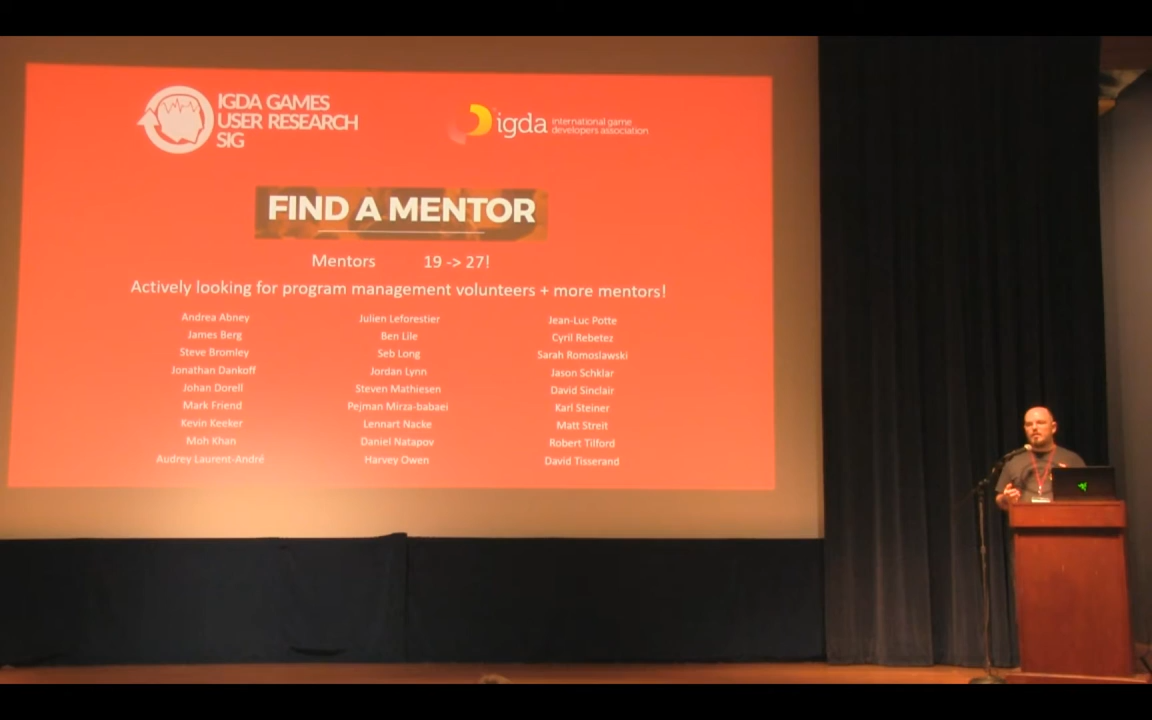 IGDA GAMES
USER RESEARCH
SIG
igda international game
developers association
FIND A MENTOR
Mentors 19 -> 27!
Actively looking for program management volunteers + more mentors!
Andrea Abney
James Berg
Steve Bromley
Jonathan Dankoff
Johan Dorell
Mark Friend
Kevin Keeker
Moh Khan
Audrey Laurent-André
Julien Leforestier
Ben Lile
Seb Long
Jordan Lynn
Steven Mathiesen
Pejman Mirza-babaei
Lennart Nacke
Daniel Natapov
Harvey Owen
Jean-Luc Potte
Cyril Rebetez
Sarah Romoslawski
Jason Schklar
David Sinclair
Karl Steiner
Matt Streit
Robert Tilford
David Tisserand